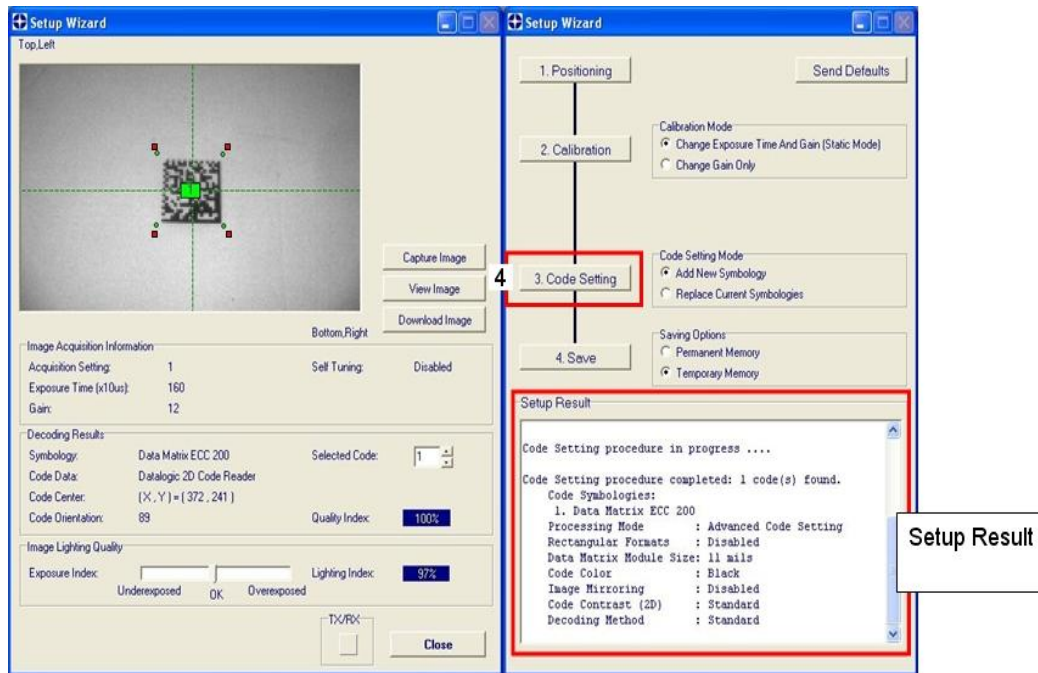 Setup Wizard
Top,Left
Capture Image
View Image
Download Image
Bottom,Right
Image Acquisition Information
Acquisition Setting: 1 Self Tuning: Disabled
Exposure Time (x10us): 160
Gain: 12
Decoding Results
Symbology: Data Matrix ECC 200 Selected Code: 1
Code Data: Datalogic 2D Code Reader
Code Center: (X,Y) = ( 372 , 241 )
Code Orientation: 89 Quality Index: 100%
Image Lighting Quality
Exposure Index: Lighting Index: 97%
Underexposed OK Overexposed
TX/RX
Close
Setup Wizard
1. Positioning Send Defaults
Calibration Mode
2. Calibration
Change Exposure Time And Gain (Static Mode)
Change Gain Only
Code Setting Mode
4 3. Code Setting
Add New Symbology
Replace Current Symbologies
Saving Options
4. Save
Permanent Memory
Temporary Memory
Setup Result
Code Setting procedure in progress ....
Code Setting procedure completed: 1 code(s) found.
Code Symbologies:
1. Data Matrix ECC 200
Processing Mode : Advanced Code Setting
Rectangular Formats : Disabled
Data Matrix Module Size: 11 mils
Code Color : Black
Image Mirroring : Disabled
Code Contrast (2D) : Standard
Decoding Method : Standard
Setup Result